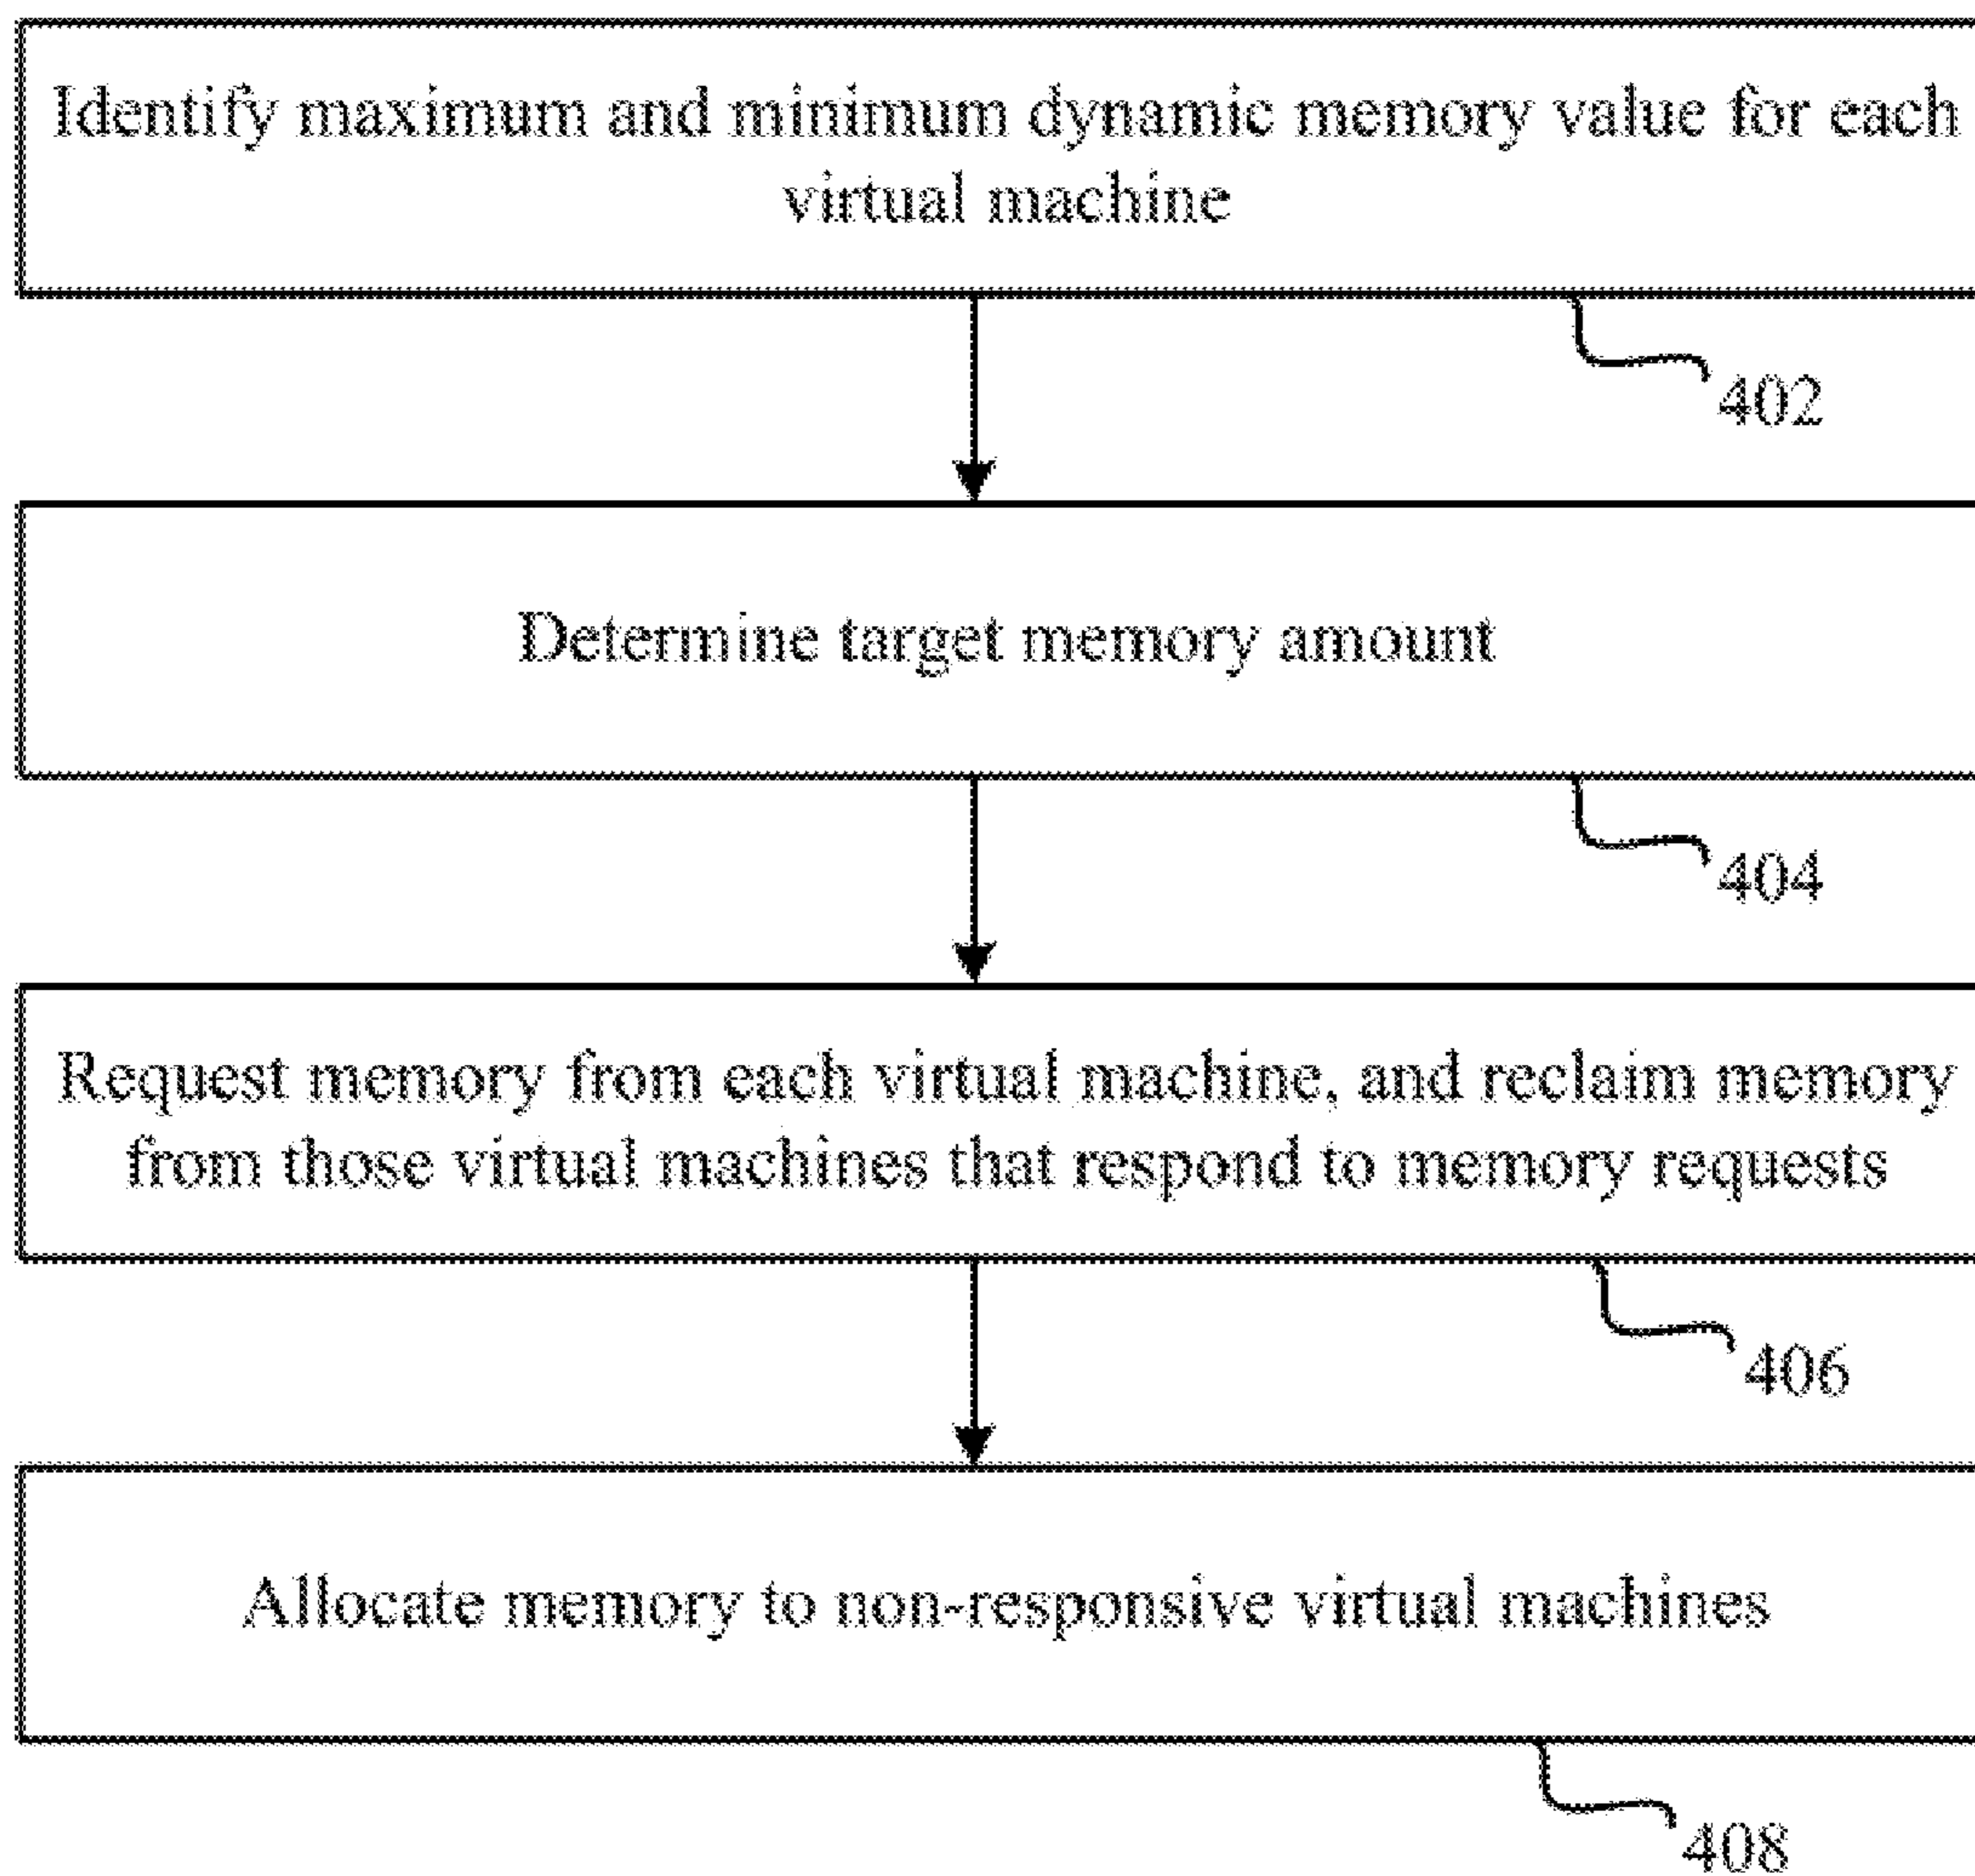 Identify maximum and minimum dynamic memory value for each
virtual machine
402
Determine target memory amount
404
Request memory from each virtual machine, and reclaim memory
from those virtual machines that respond to memory requests
406
Allocate memory to non-responsive virtual machines
408